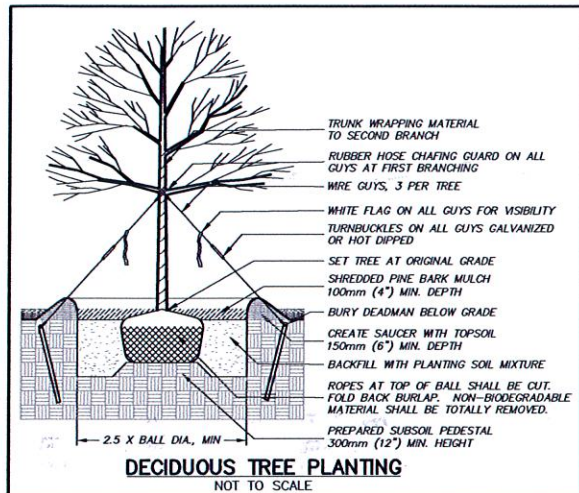 TRUNK WRAPPING MATERIAL
TO SECOND BRANCH
RUBBER HOSE CHAFING GUARD ON ALL
GUYS AT FIRST BRANCHING
WIRE GUYS, 3 PER TREE
WHITE FLAG ON ALL GUYS FOR VISIBILITY
TURNBUCKLES ON ALL GUYS GALVANIZED
OR HOT DIPPED
SET TREE AT ORIGINAL GRADE
SHREDDED PINE BARK MULCH
100mm (4") MIN. DEPTH
BURY DEADMAN BELOW GRADE
CREATE SAUCER WITH TOPSOIL
150mm (6") MIN. DEPTH
BACKFILL WITH PLANTING SOIL MIXTURE
ROPES AT TOP OF BALL SHALL BE CUT.
FOLD BACK BURLAP. NON-BIODEGRADABLE
MATERIAL SHALL BE TOTALLY REMOVED.
PREPARED SUBSOIL PEDESTAL
300mm (12") MIN. HEIGHT
2.5 X BALL DIA., MIN
DECIDUOUS TREE PLANTING
NOT TO SCALE